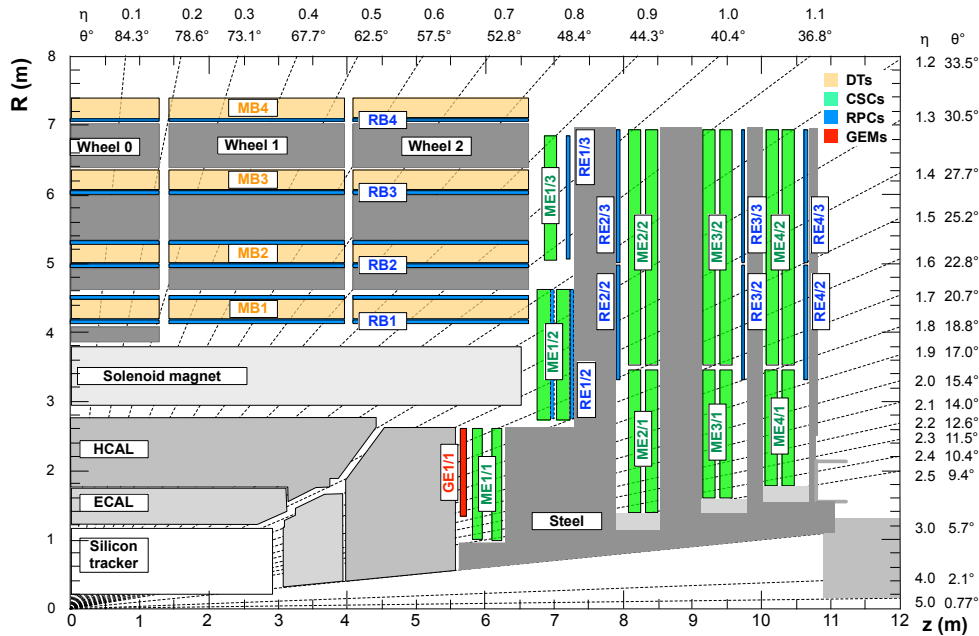 η 0.1 0.2 0.3 0.4 0.5 0.6 0.7 0.8 0.9 1.0 1.1 η θ°
θ° 84.3° 78.6° 73.1° 67.7° 62.5° 57.5° 52.8° 48.4° 44.3° 40.4° 36.8°
1.2 33.5°
1.3 30.5°
1.4 27.7°
1.5 25.2°
1.6 22.8°
1.7 20.7°
1.8 18.8°
1.9 17.0°
2.0 15.4°
2.1 14.0°
2.2 12.6°
2.3 11.5°
2.4 10.4°
2.5 9.4°
3.0 5.7°
4.0 2.1°
5.0 0.77°
R (m)
8
7
6
5
4
3
2
1
0
DTs
CSCs
RPCs
GEMs
MB4
RB4
Wheel 0
Wheel 1
Wheel 2
MB3
RB3
MB2
RB2
MB1
RB1
Solenoid magnet
HCAL
ECAL
Silicon
tracker
Steel
GE1/1
ME1/1
ME1/2
ME1/3
RE1/3
RE1/2
RE2/3
RE2/2
ME2/2
ME2/1
ME3/2
ME3/1
RE3/3
RE3/2
ME4/2
ME4/1
RE4/3
RE4/2
0 1 2 3 4 5 6 7 8 9 10 11 12
z (m)